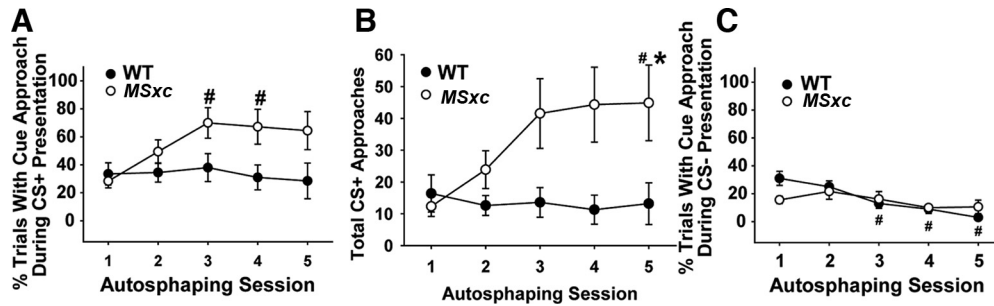 A
% Trials With Cue Approach
During CS+ Presentation
100
80
60
40
20
0
WT
MSxc
#
#
1 2 3 4 5
Autosphaping Session
B
Total CS+ Approaches
60
50
40
30
20
10
0
WT
MSxc
# *
1 2 3 4 5
Autosphaping Session
C
% Trials With Cue Approach
During CS- Presentation
100
80
60
40
20
0
WT
MSxc
#
#
#
1 2 3 4 5
Autosphaping Session